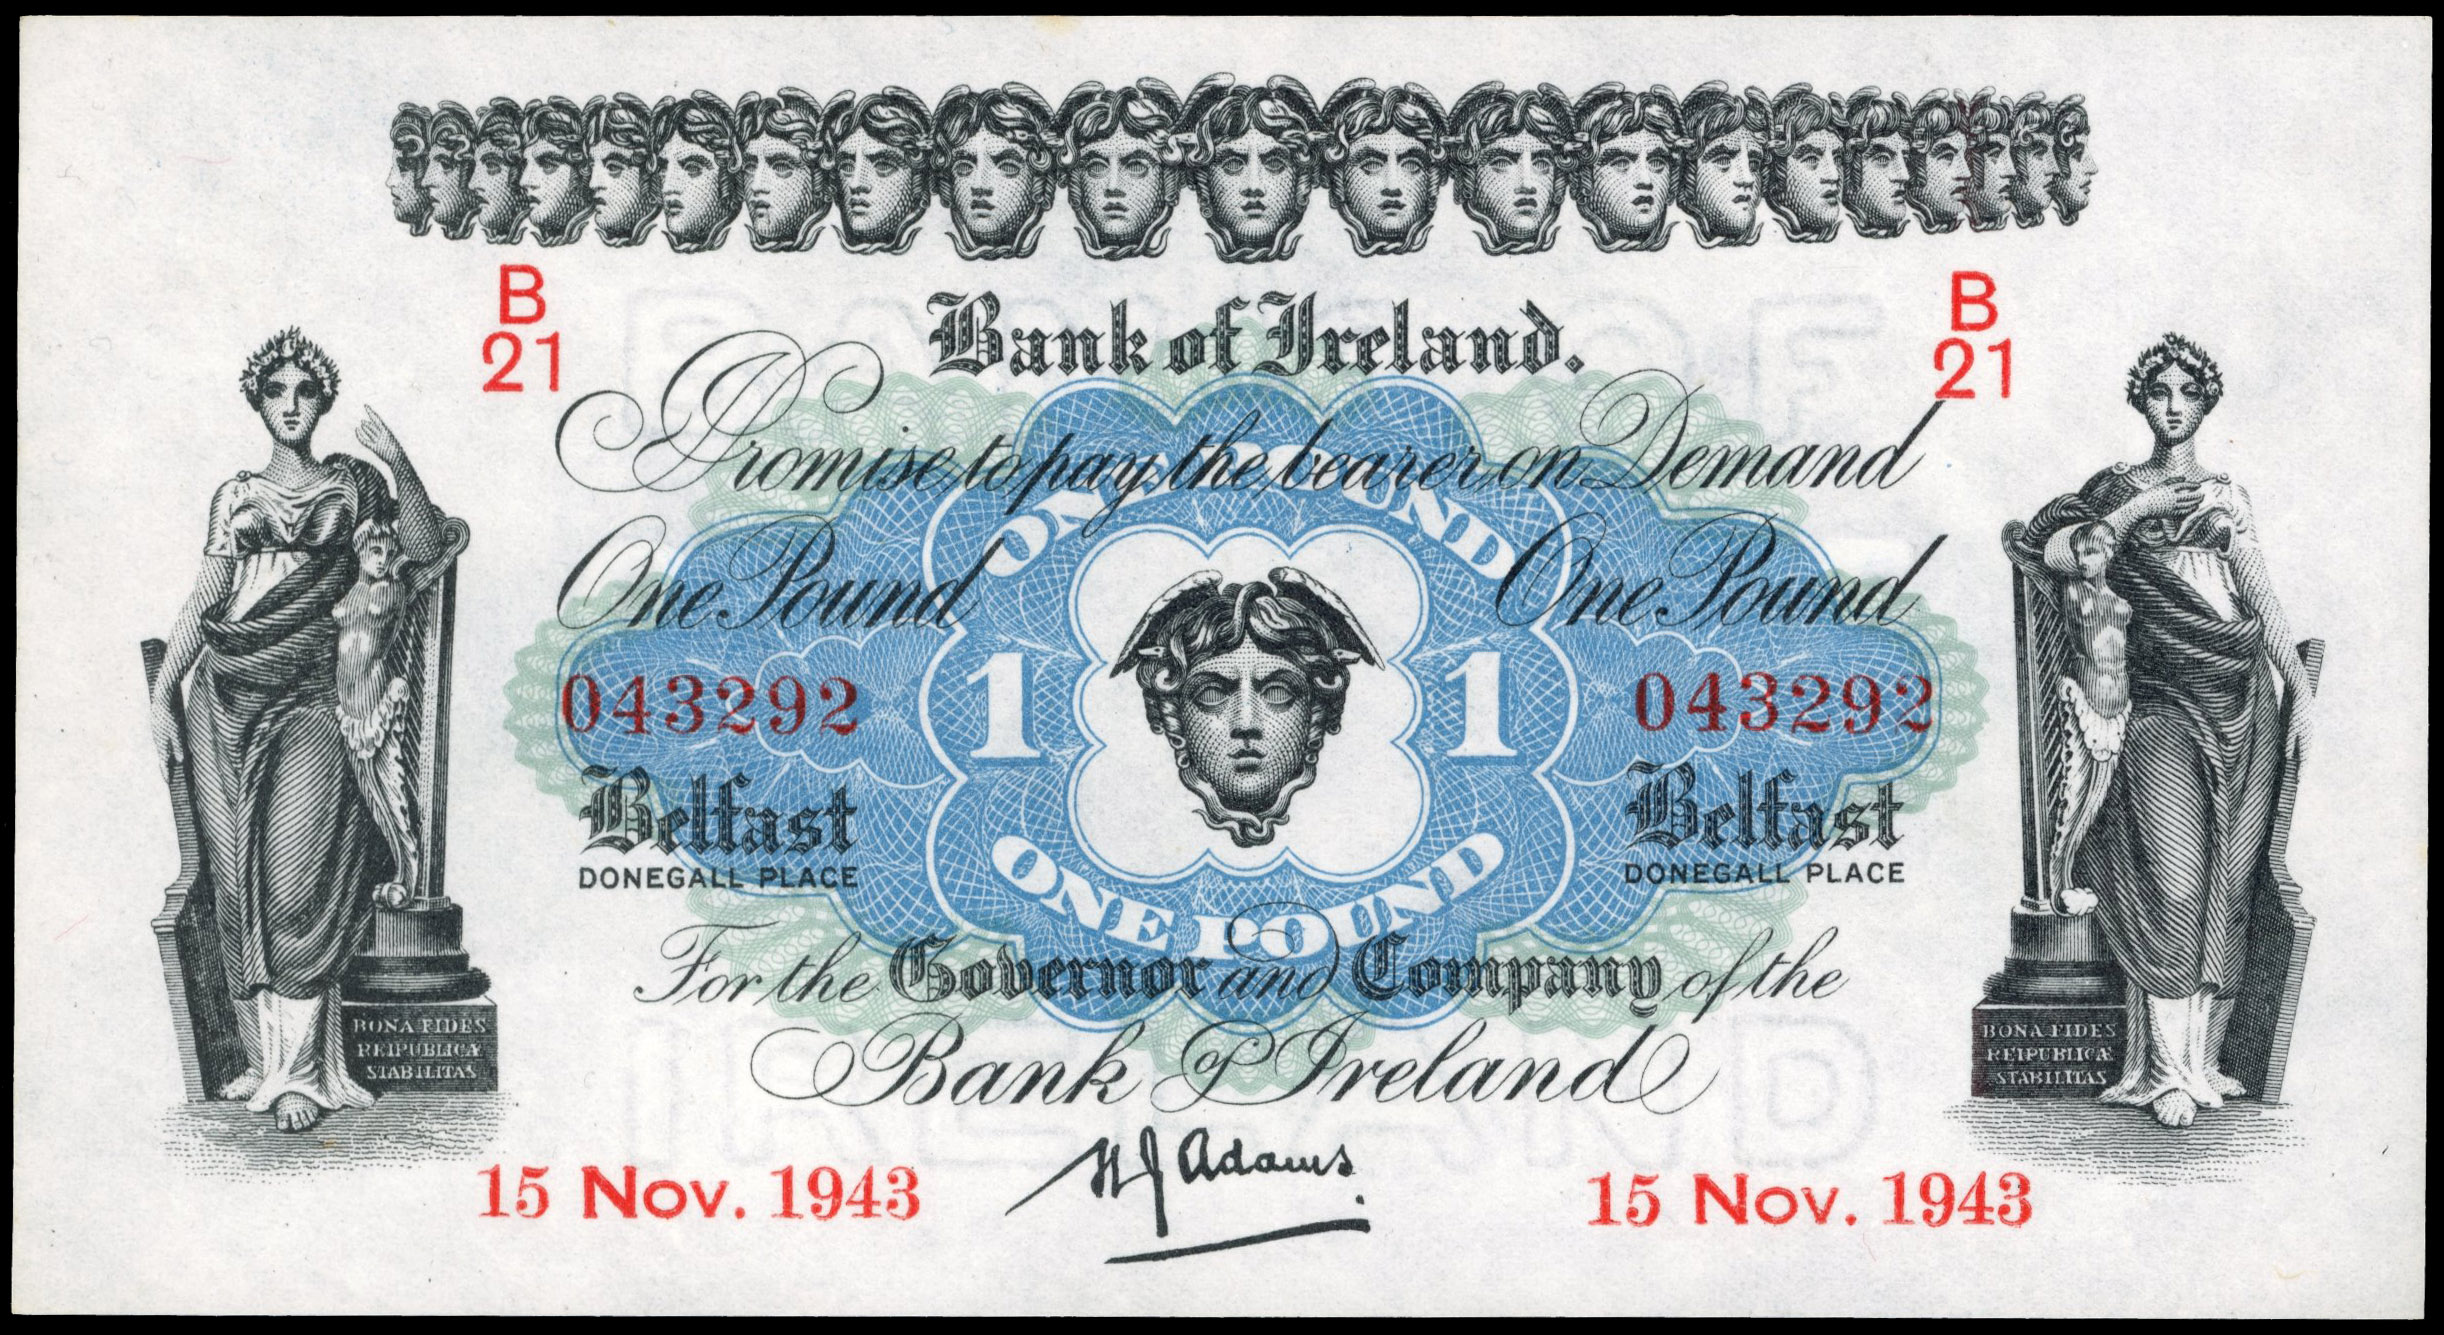 B
21
B
21
Bank of Ireland.
Promise to pay the bearer on Demand
ONE POUND
One Pound
One Pound
043292
1
1
043292
Belfast
Belfast
DONEGALL PLACE
DONEGALL PLACE
ONE POUND
For the Governor and Company of the
Bank of Ireland
BONA FIDES
REIPUBLICÆ
STABILITAS
BONA FIDES
REIPUBLICÆ
STABILITAS
H J Adams.
15 Nov. 1943
15 Nov. 1943